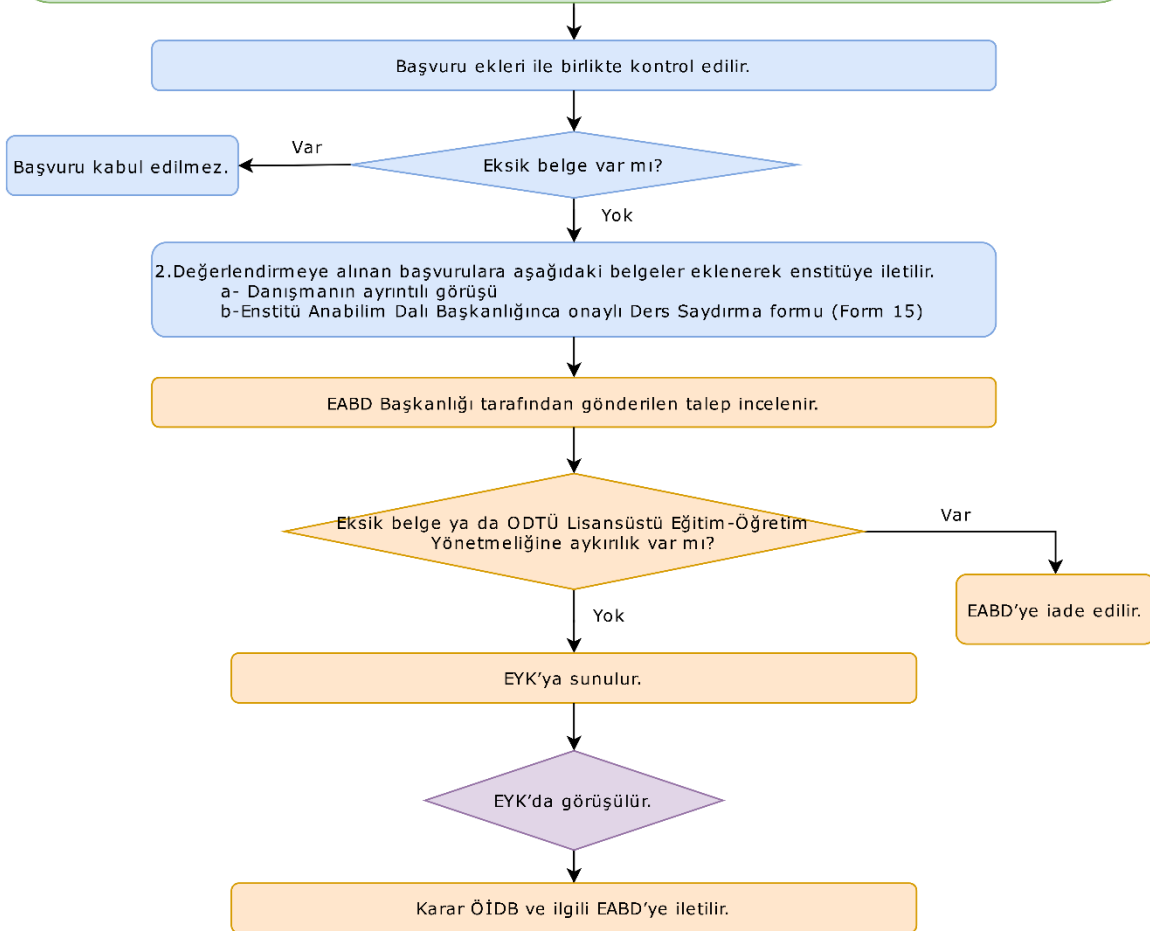 Başvuru ekleri ile birlikte kontrol edilir.
Var
Eksik belge var mı?
Başvuru kabul edilmez.
Yok
2.Değerlendirmeye alınan başvurulara aşağıdaki belgeler eklenerek enstitüye iletilir.
a- Danışmanın ayrıntılı görüşü
b-Enstitü Anabilim Dalı Başkanlığınca onaylı Ders Saydırma formu (Form 15)
EABD Başkanlığı tarafından gönderilen talep incelenir.
Eksik belge ya da ODTÜ Lisansüstü Eğitim-Öğretim
Yönetmeliğine aykırılık var mı?
Var
EABD'ye iade edilir.
Yok
EYK'ya sunulur.
EYK'da görüşülür.
Karar ÖİDB ve ilgili EABD'ye iletilir.